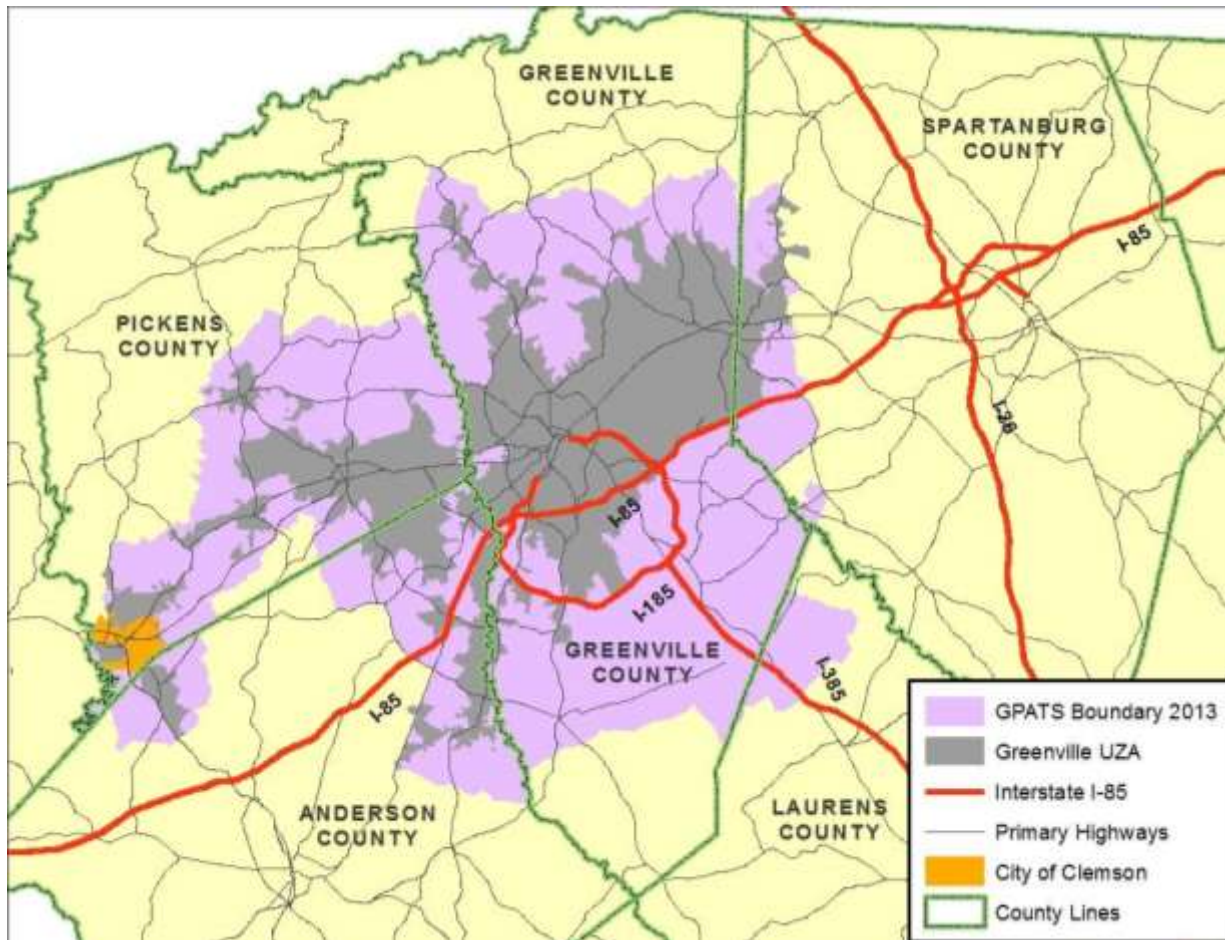 GREENVILLE
COUNTY
SPARTANBURG
COUNTY
I-85
PICKENS
COUNTY
I-26
I-85
I-185
GREENVILLE
COUNTY
I-385
I-85
ANDERSON
COUNTY
LAURENS
COUNTY
GPATS Boundary 2013
Greenville UZA
Interstate I-85
Primary Highways
City of Clemson
County Lines